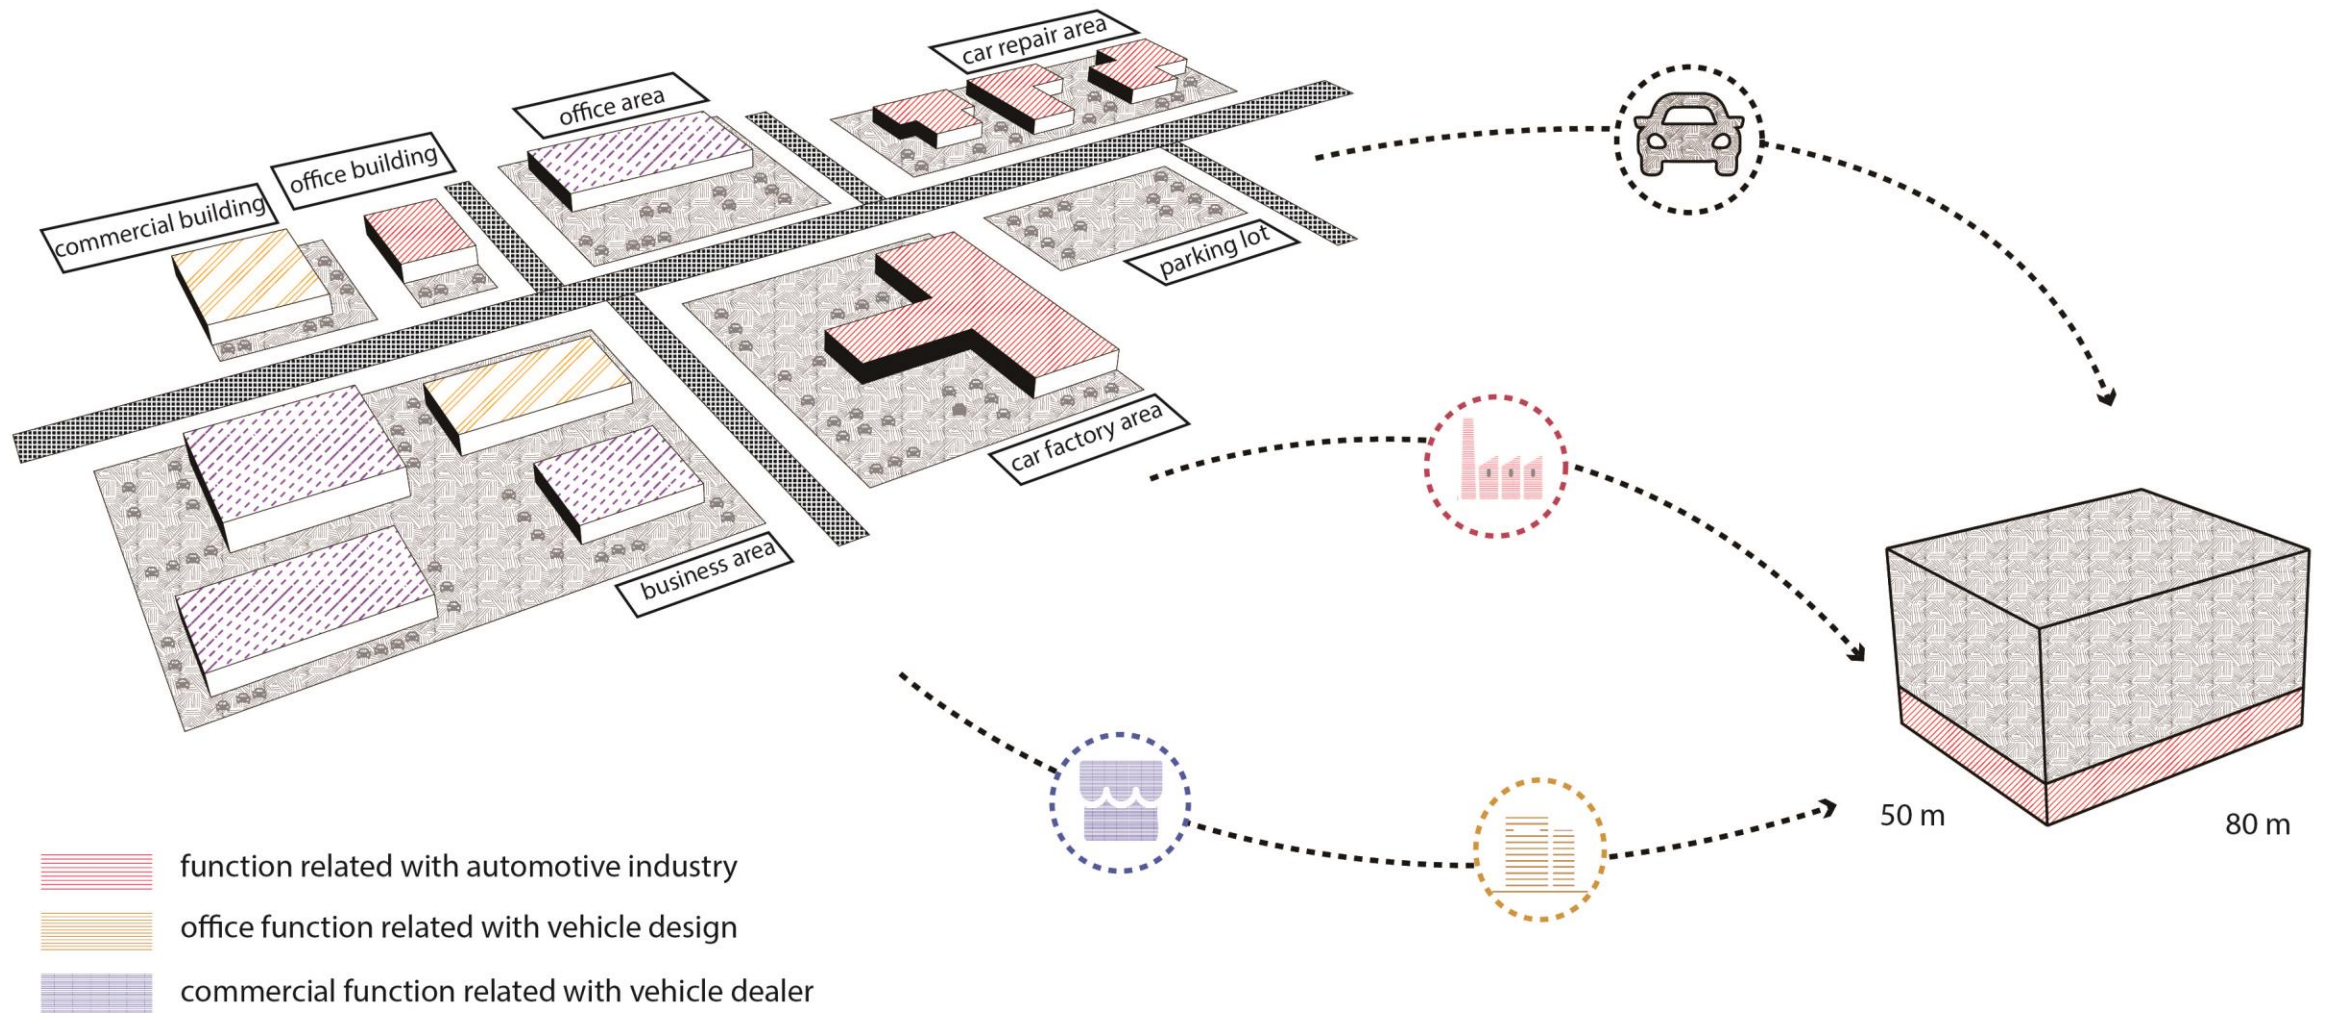 car repair area
office area
office building
commercial building
parking lot
car factory area
business area
50 m
80 m
function related with automotive industry
office function related with vehicle design
commercial function related with vehicle dealer